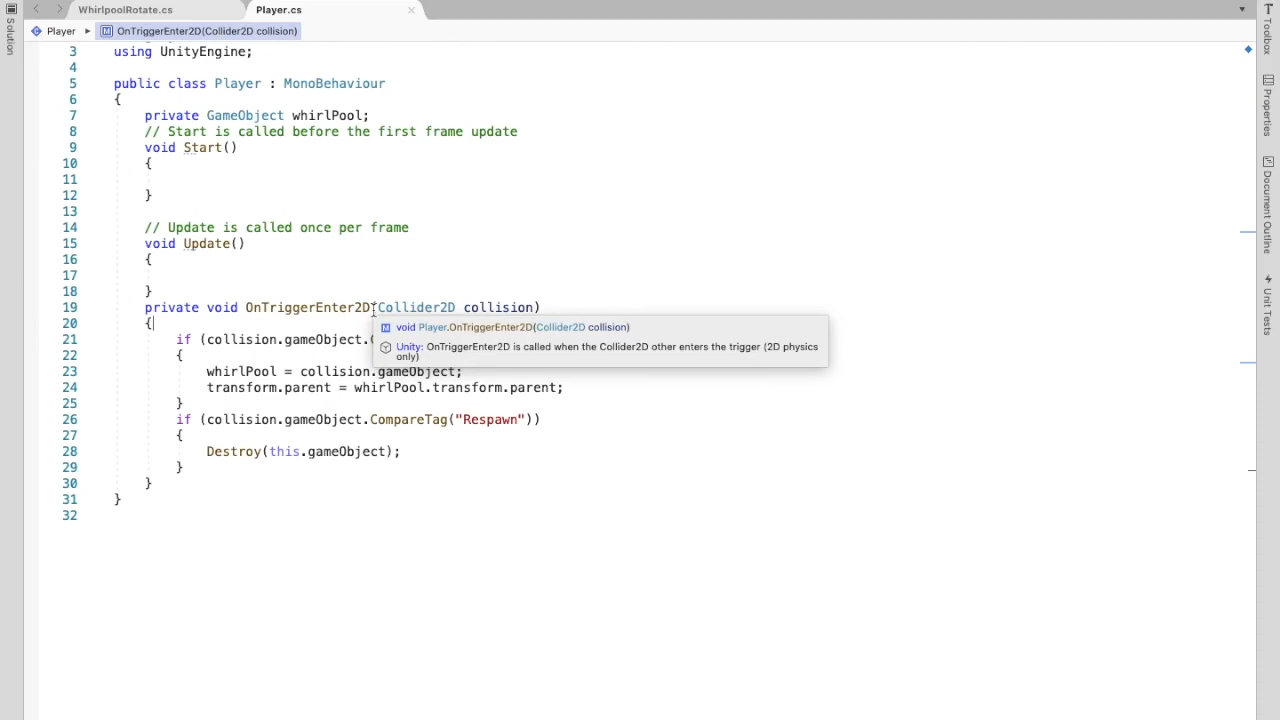 WhirlpoolRotate.cs
Player.cs
Player
OnTriggerEnter2D(Collider2D collision)
Solution
Toolbox
Properties
Document Outline
Unit Tests
3 using UnityEngine;
4
5 public class Player : MonoBehaviour
6 {
7 private GameObject whirlPool;
8 // Start is called before the first frame update
9 void Start()
10 {
11
12 }
13
14 // Update is called once per frame
15 void Update()
16 {
17
18 }
19 private void OnTriggerEnter2D(Collider2D collision)
20 {
void Player.OnTriggerEnter2D(Collider2D collision)
Unity: OnTriggerEnter2D is called when the Collider2D other enters the trigger (2D physics
only)
21 if (collision.gameObject.
22 {
23 whirlPool = collision.gameObject;
24 transform.parent = whirlPool.transform.parent;
25 }
26 if (collision.gameObject.CompareTag("Respawn"))
27 {
28 Destroy(this.gameObject);
29 }
30 }
31 }
32